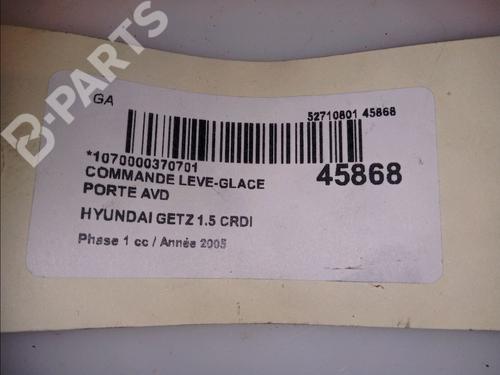 B-PARTS
GA
52710801 45868
*1070000370701
45868
COMMANDE LEVE-GLACE
PORTE AVD
HYUNDAI GETZ 1.5 CRDI
Phase 1 cc / Année 2005